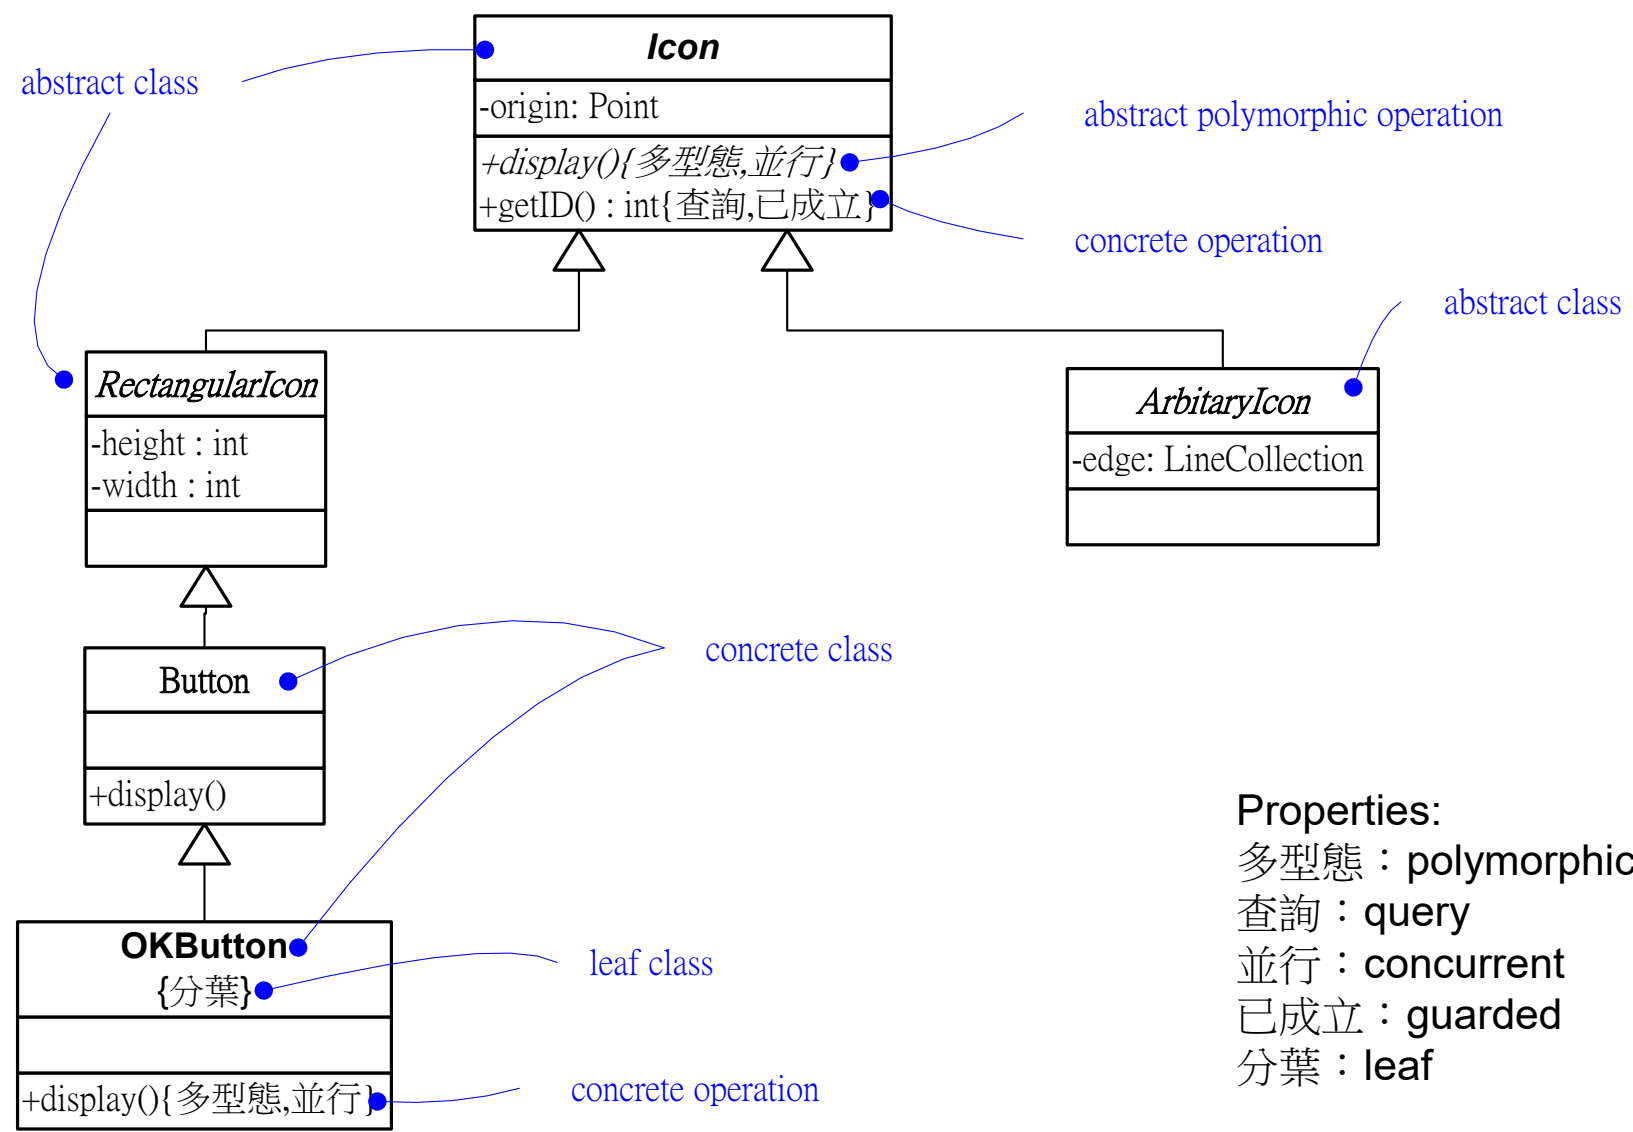 Icon
abstract class
-origin: Point
abstract polymorphic operation
+display(){多型態,並行}
+getID() : int{查詢,已成立}
concrete operation
abstract class
RectangularIcon
-height : int
-width : int
ArbitaryIcon
-edge: LineCollection
Button
concrete class
+display()
OKButton
{分葉}
leaf class
+display(){多型態,並行}
concrete operation
Properties:
多型態：polymorphic
查詢：query
並行：concurrent
已成立：guarded
分葉：leaf